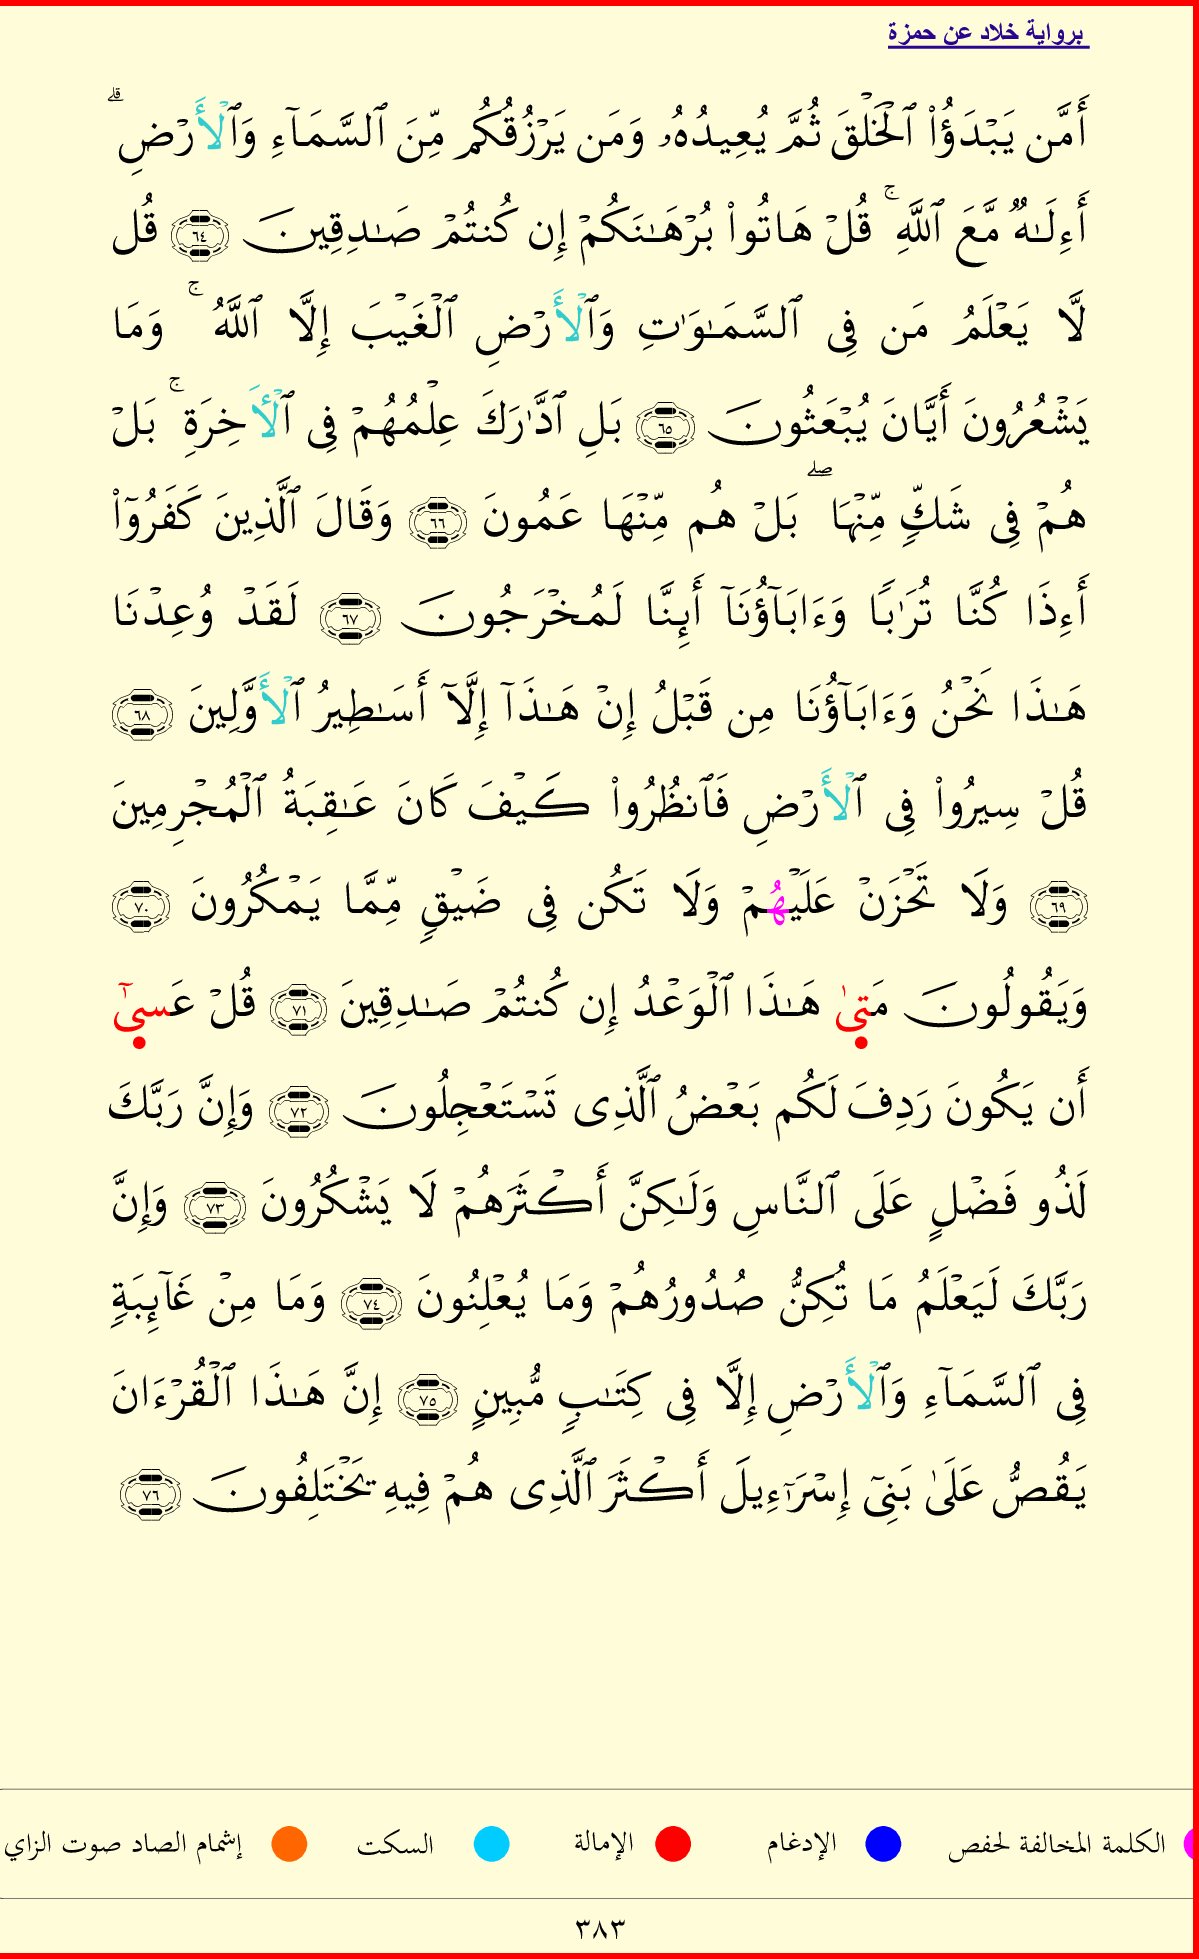 برواية خلاد عن حمزة
أَمَّن يَبْدَؤُا۟ ٱلْخَلْقَ ثُمَّ يُعِيدُهُۥ وَمَن يَرْزُقُكُم مِّنَ ٱلسَّمَآءِ وَٱلْأَرْضِ ۗ
أَءِلَـٰهٌ مَّعَ ٱللَّهِ ۚ قُلْ هَاتُوا۟ بُرْهَـٰنَكُمْ إِن كُنتُمْ صَـٰدِقِينَ ٦٤ قُل
لَّا يَعْلَمُ مَن فِى ٱلسَّمَـٰوَٰتِ وَٱلْأَرْضِ ٱلْغَيْبَ إِلَّا ٱللَّهُ ۚ وَمَا
يَشْعُرُونَ أَيَّانَ يُبْعَثُونَ ٦٥ بَلِ ٱدَّٰرَكَ عِلْمُهُمْ فِى ٱلْـَٔاخِرَةِ ۚ بَلْ
هُمْ فِى شَكٍّ مِّنْهَا ۖ بَلْ هُم مِّنْهَا عَمُونَ ٦٦ وَقَالَ ٱلَّذِينَ كَفَرُوٓا۟
أَءِذَا كُنَّا تُرَٰبًا وَءَابَآؤُنَآ أَئِنَّا لَمُخْرَجُونَ ٦٧ لَقَدْ وُعِدْنَا
هَـٰذَا نَحْنُ وَءَابَآؤُنَا مِن قَبْلُ إِنْ هَـٰذَآ إِلَّآ أَسَـٰطِيرُ ٱلْأَوَّلِينَ ٦٨
قُلْ سِيرُوا۟ فِى ٱلْأَرْضِ فَٱنظُرُوا۟ كَيْفَ كَانَ عَـٰقِبَةُ ٱلْمُجْرِمِينَ
٦٩ وَلَا تَحْزَنْ عَلَيْهُمْ وَلَا تَكُن فِى ضَيْقٍ مِّمَّا يَمْكُرُونَ ٧٠
وَيَقُولُونَ مَتىٰ هَـٰذَا ٱلْوَعْدُ إِن كُنتُمْ صَـٰدِقِينَ ٧١ قُلْ عَسىٰٓ
أَن يَكُونَ رَدِفَ لَكُم بَعْضُ ٱلَّذِى تَسْتَعْجِلُونَ ٧٢ وَإِنَّ رَبَّكَ
لَذُو فَضْلٍ عَلَى ٱلنَّاسِ وَلَـٰكِنَّ أَكْثَرَهُمْ لَا يَشْكُرُونَ ٧٣ وَإِنَّ
رَبَّكَ لَيَعْلَمُ مَا تُكِنُّ صُدُورُهُمْ وَمَا يُعْلِنُونَ ٧٤ وَمَا مِنْ غَآئِبَةٍ
فِى ٱلسَّمَآءِ وَٱلْأَرْضِ إِلَّا فِى كِتَـٰبٍ مُّبِينٍ ٧٥ إِنَّ هَـٰذَا ٱلْقُرْءَانَ
يَقُصُّ عَلَىٰ بَنِىٓ إِسْرَٰٓءِيلَ أَكْثَرَ ٱلَّذِى هُمْ فِيهِ يَخْتَلِفُونَ ٧٦
الكلمة المخالفة لحفص الإدغام الإمالة السكت إشمام الصاد صوت الزاي
٣٨٣